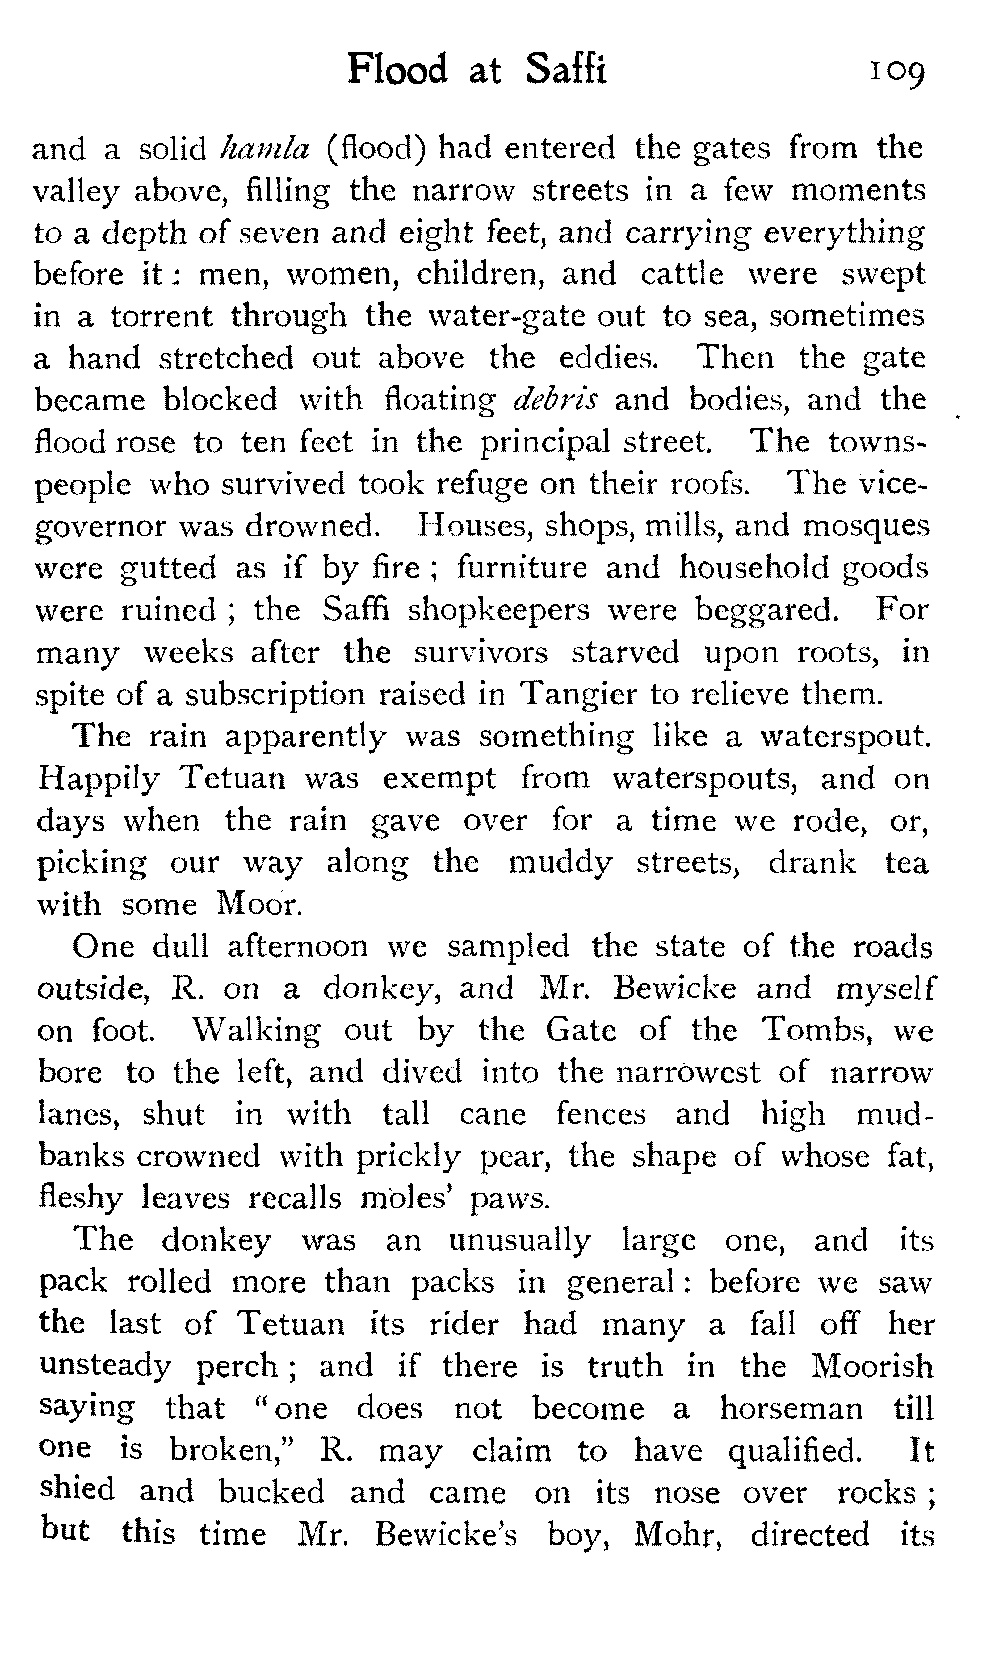 Flood at Saffi 109
and a solid hamla (flood) had entered the gates from the
valley above, filling the narrow streets in a few moments
to a depth of seven and eight feet, and carrying everything
before it : men, women, children, and cattle were swept
in a torrent through the water-gate out to sea, sometimes
a hand stretched out above the eddies. Then the gate
became blocked with floating debris and bodies, and the
flood rose to ten feet in the principal street. The towns-
people who survived took refuge on their roofs. The vice-
governor was drowned. Houses, shops, mills, and mosques
were gutted as if by fire ; furniture and household goods
were ruined ; the Saffi shopkeepers were beggared. For
many weeks after the survivors starved upon roots, in
spite of a subscription raised in Tangier to relieve them.
The rain apparently was something like a waterspout.
Happily Tetuan was exempt from waterspouts, and on
days when the rain gave over for a time we rode, or,
picking our way along the muddy streets, drank tea
with some Moor.
One dull afternoon we sampled the state of the roads
outside, R. on a donkey, and Mr. Bewicke and myself
on foot. Walking out by the Gate of the Tombs, we
bore to the left, and dived into the narrowest of narrow
lanes, shut in with tall cane fences and high mud-
banks crowned with prickly pear, the shape of whose fat,
fleshy leaves recalls moles' paws.
The donkey was an unusually large one, and its
pack rolled more than packs in general : before we saw
the last of Tetuan its rider had many a fall off her
unsteady perch ; and if there is truth in the Moorish
saying that "one does not become a horseman till
one is broken," R. may claim to have qualified. It
shied and bucked and came on its nose over rocks ;
but this time Mr. Bewicke's boy, Mohr, directed its